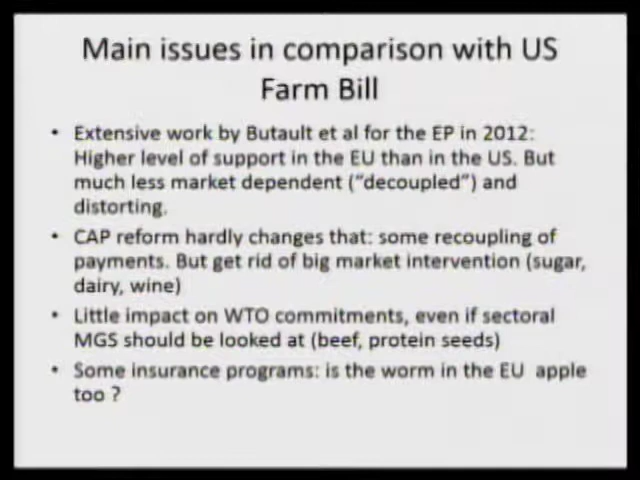 Main issues in comparison with US
Farm Bill
• Extensive work by Butault et al for the EP in 2012:
Higher level of support in the EU than in the US. But
much less market dependent ("decoupled") and
distorting.
• CAP reform hardly changes that: some recoupling of
payments. But get rid of big market intervention (sugar,
dairy, wine)
• Little impact on WTO commitments, even if sectoral
MGS should be looked at (beef, protein seeds)
• Some insurance programs: is the worm in the EU apple
too ?